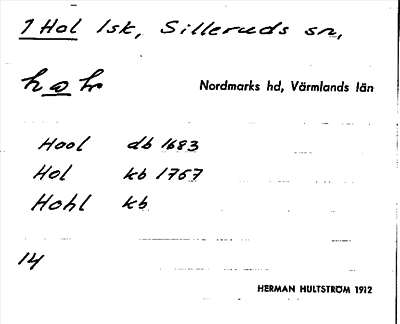 1 Hol lsk, Silleruds sn,
Nordmarks hd, Värmlands län
Hool db 1683
Hol kb 1767
Hohl kb
14
HERMAN HULTSTRÖM 1912